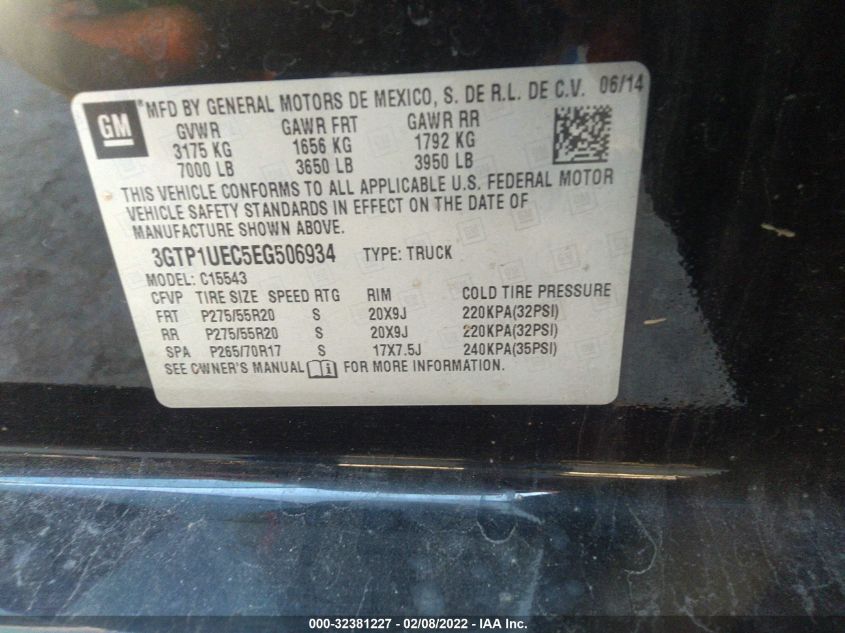 GM
MFD BY GENERAL MOTORS DE MEXICO, S. DE R.L. DE C.V. 06/14
GVWR GAWR FRT GAWR RR
3175 KG 1656 KG 1792 KG
7000 LB 3650 LB 3950 LB
THIS VEHICLE CONFORMS TO ALL APPLICABLE U.S. FEDERAL MOTOR
VEHICLE SAFETY STANDARDS IN EFFECT ON THE DATE OF
MANUFACTURE SHOWN ABOVE.
3GTP1UEC5EG506934 TYPE: TRUCK
MODEL: C15543
CFVP TIRE SIZE SPEED RTG RIM COLD TIRE PRESSURE
FRT P275/55R20 S 20X9J 220KPA(32PSI)
RR P275/55R20 S 20X9J 220KPA(32PSI)
SPA P265/70R17 S 17X7.5J 240KPA(35PSI)
SEE OWNER'S MANUAL i FOR MORE INFORMATION.
000-32381227 - 02/08/2022 - IAA Inc.